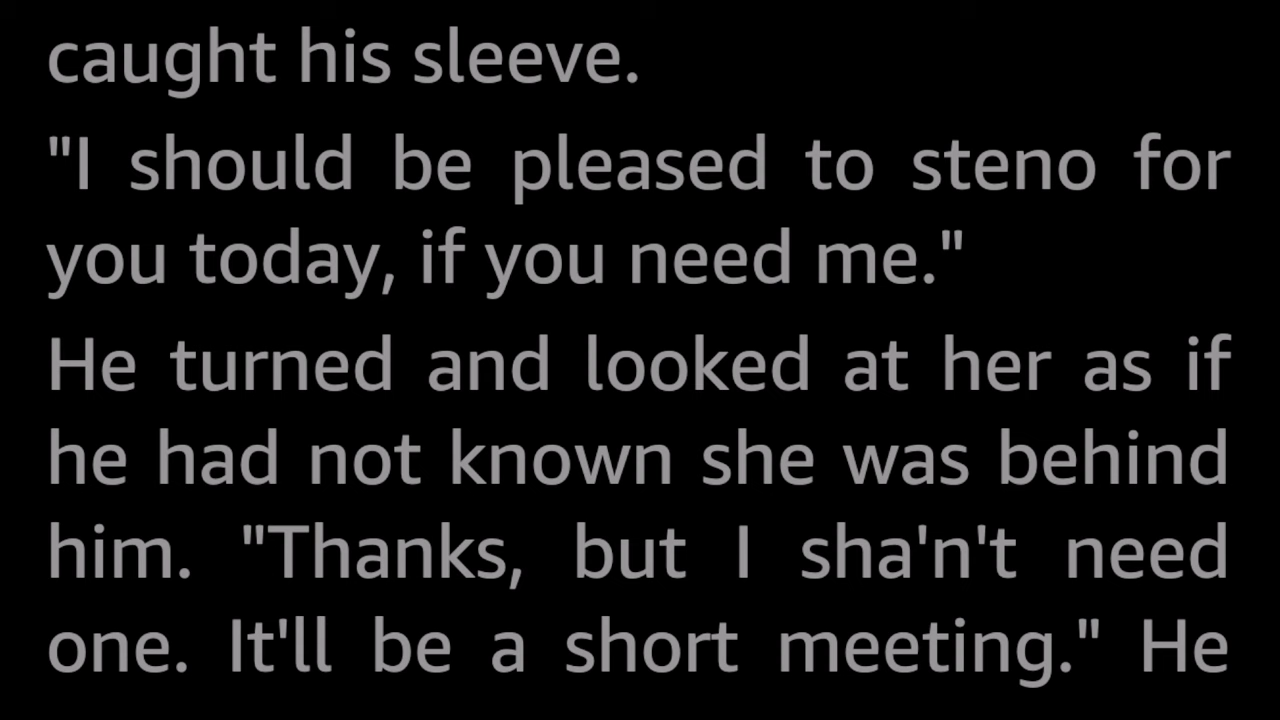 caught his sleeve.
"I should be pleased to steno for
you today, if you need me."
He turned and looked at her as if
he had not known she was behind
him. "Thanks, but I sha'n't need
one. It'll be a short meeting." He